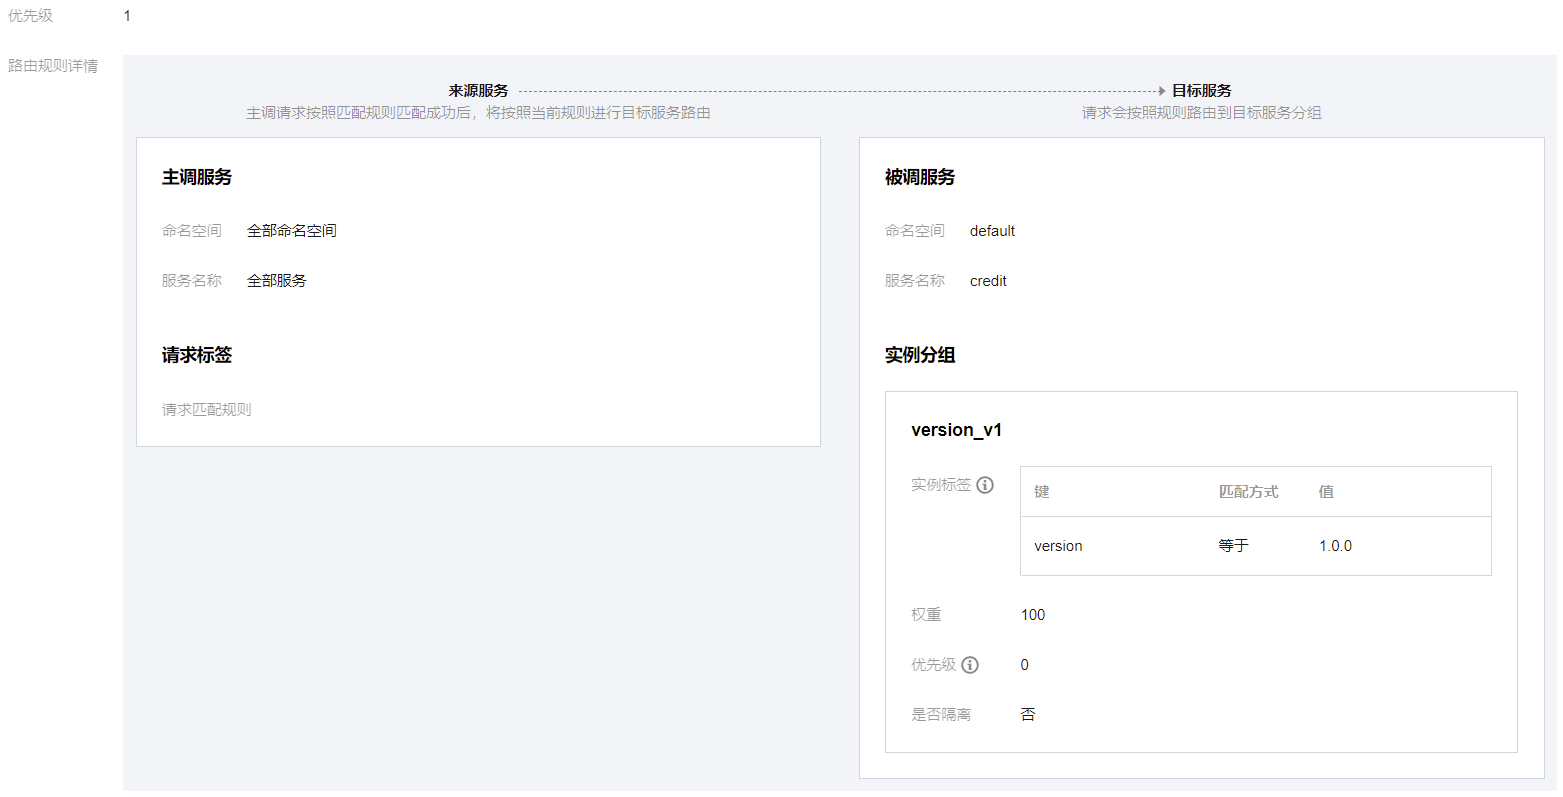 优先级 1
路由规则详情
来源服务 目标服务
主调请求按照匹配规则匹配成功后，将按照当前规则进行目标服务路由 请求会按照规则路由到目标服务分组
主调服务
命名空间 全部命名空间
服务名称 全部服务
请求标签
请求匹配规则
被调服务
命名空间 default
服务名称 credit
实例分组
version_v1
实例标签
键 匹配方式 值
version 等于 1.0.0
权重 100
优先级 0
是否隔离 否